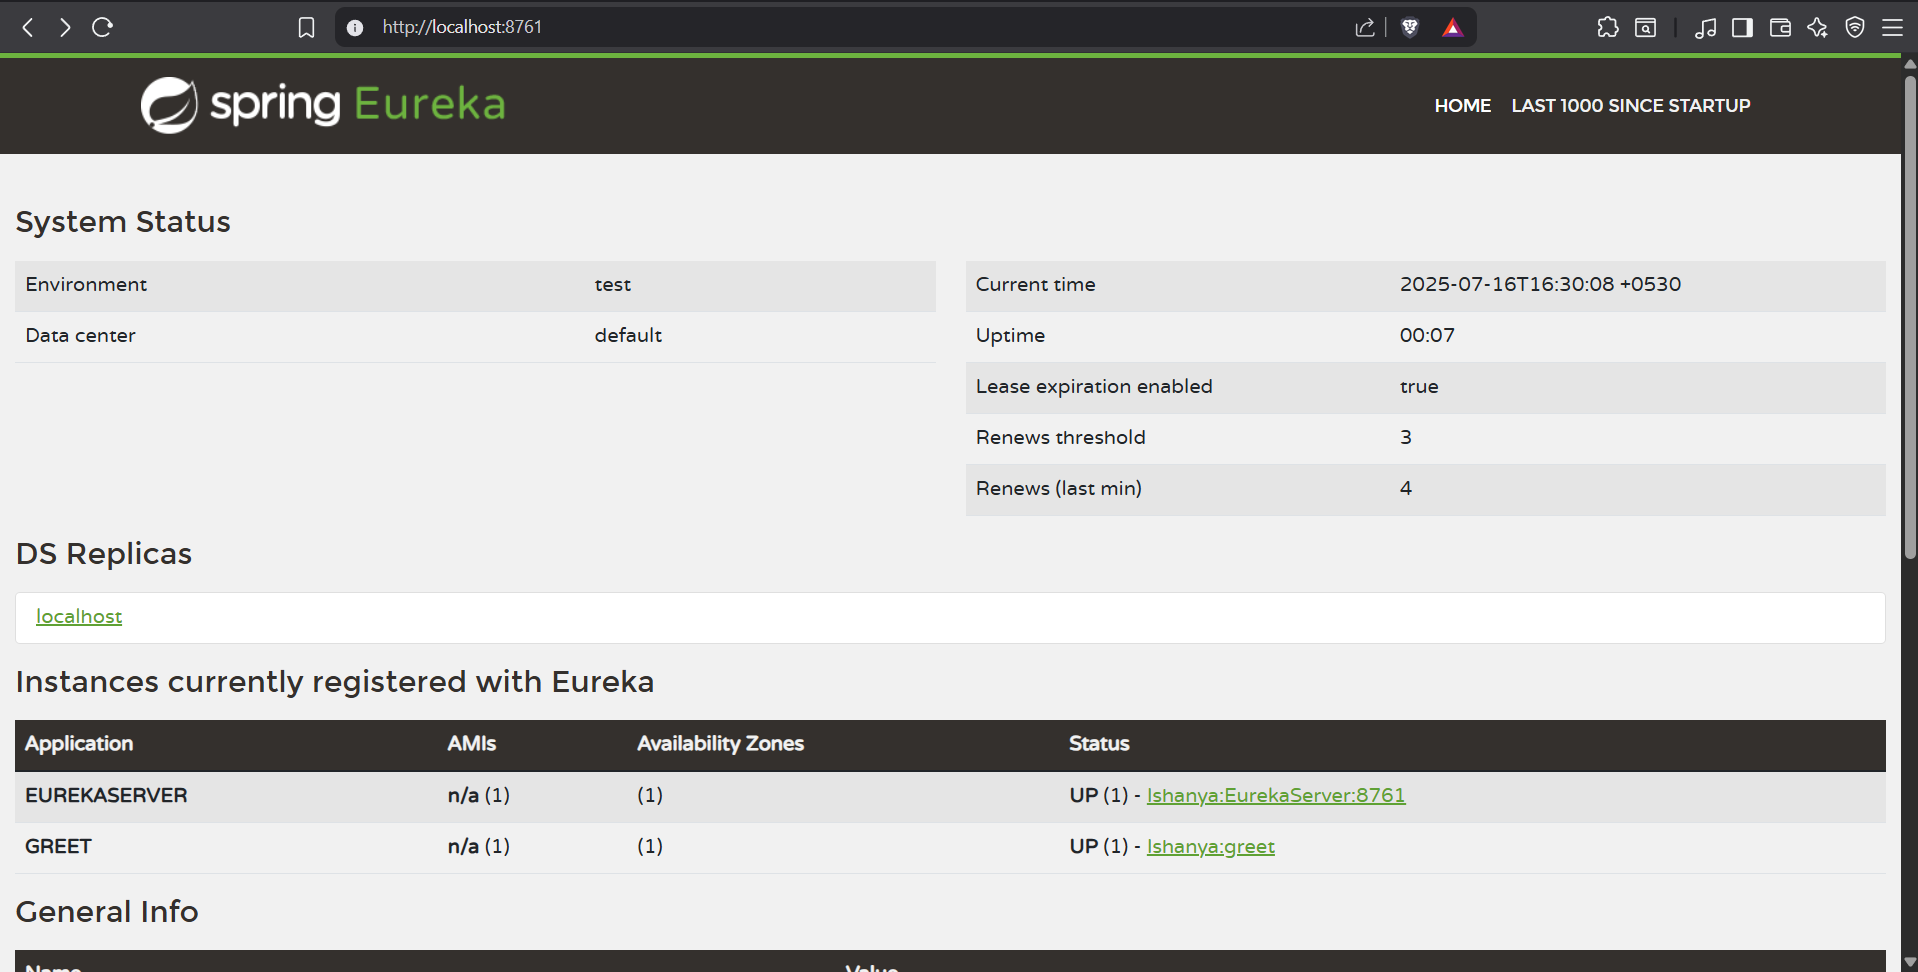 http://localhost:8761
spring Eureka
HOME LAST 1000 SINCE STARTUP
System Status
Environment test
Data center default
Current time 2025-07-16T16:30:08 +0530
Uptime 00:07
Lease expiration enabled true
Renews threshold 3
Renews (last min) 4
DS Replicas
localhost
Instances currently registered with Eureka
Application AMIs Availability Zones Status
EUREKASERVER n/a (1) (1) UP (1) - Ishanya:EurekaServer:8761
GREET n/a (1) (1) UP (1) - Ishanya:greet
General Info
Name Value